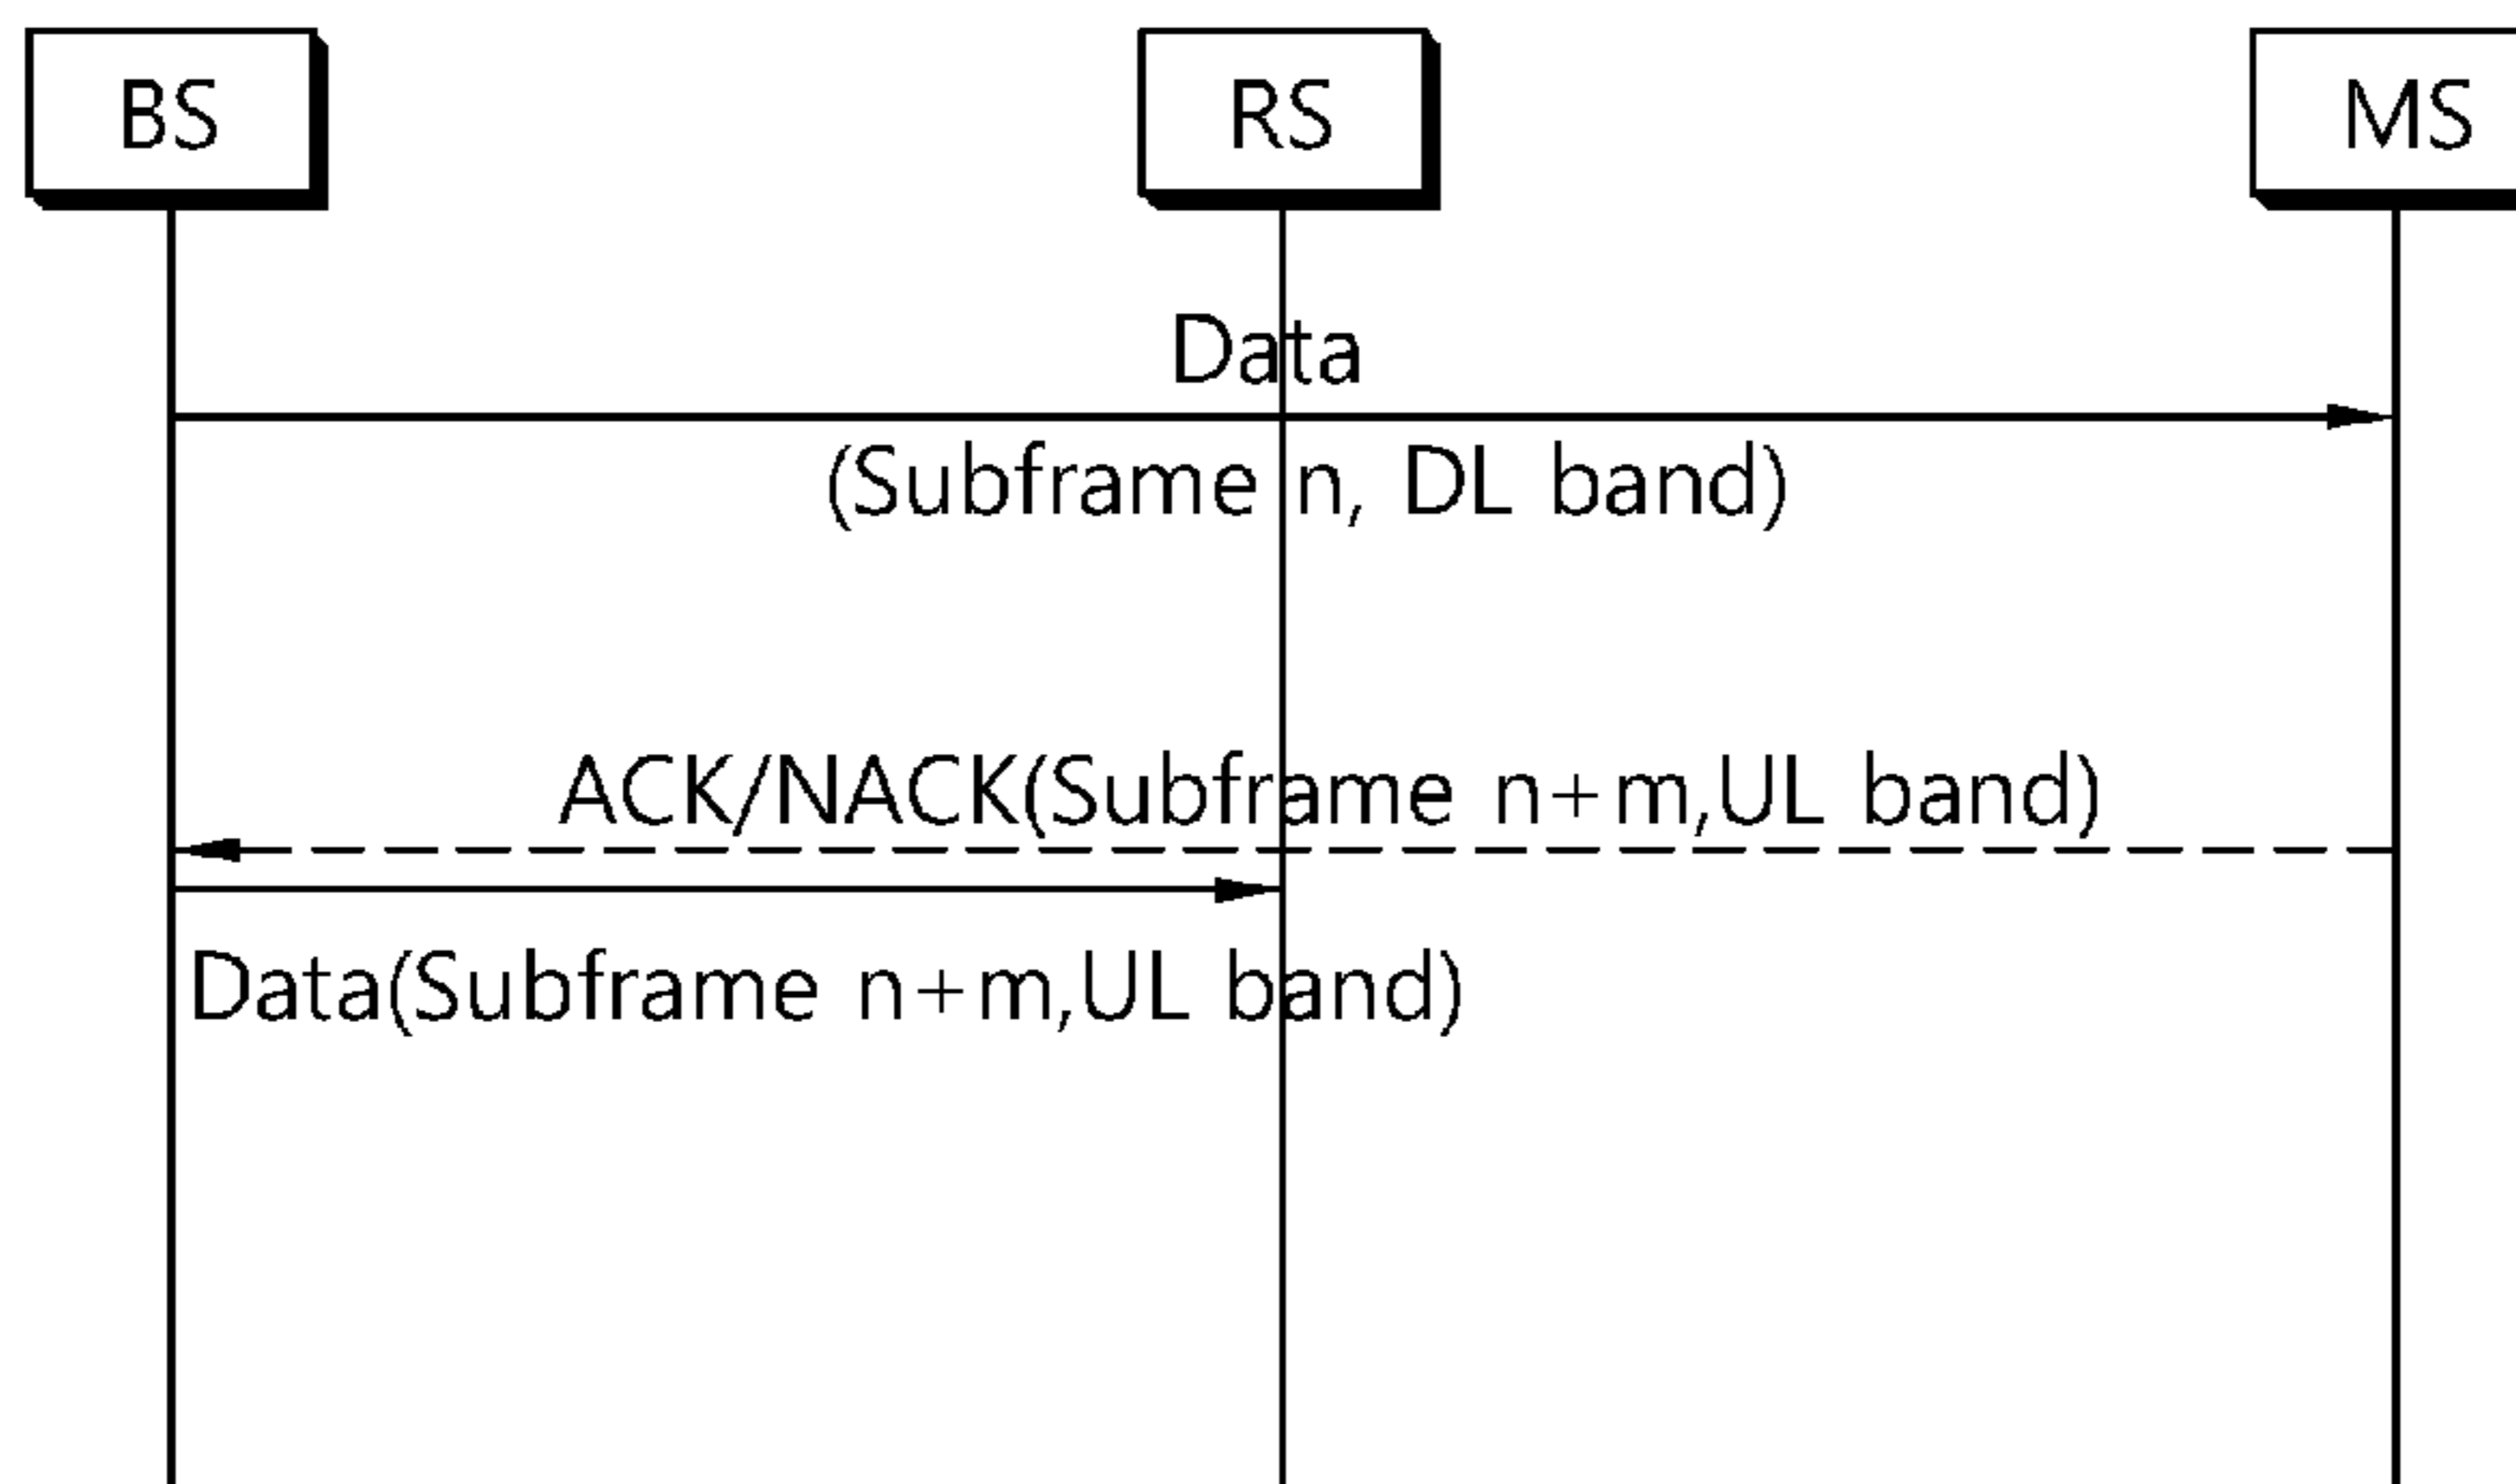 BS
RS
MS
Data
(Subframe n, DL band)
ACK/NACK(Subframe n+m,UL band)
Data(Subframe n+m,UL band)